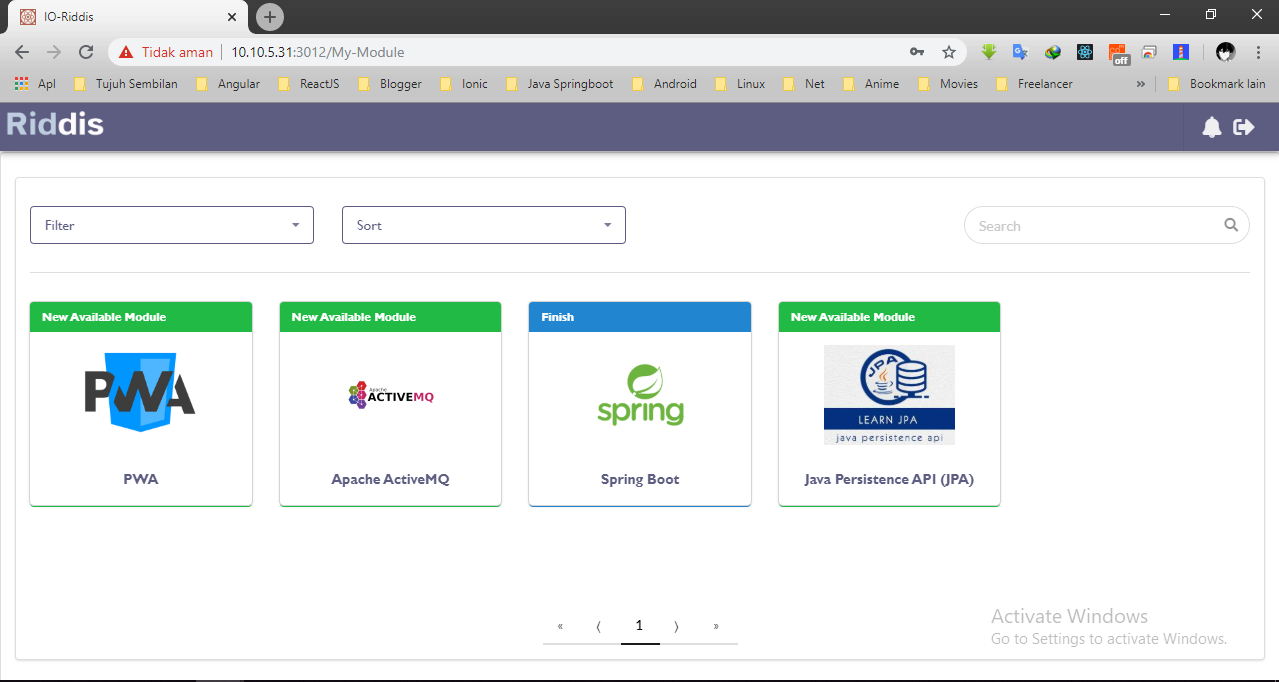 IO-Riddis
Tidak aman
10.10.5.31:3012/My-Module
off
Apl
Tujuh Sembilan
Angular
ReactJS
Blogger
Ionic
Java Springboot
Android
Linux
Net
Anime
Movies
Freelancer
»
Bookmark lain
Riddis
Filter
Sort
Search
New Available Module
New Available Module
Finish
New Available Module
PWA
Apache
ACTIVEMQ
spring
JPA
LEARN JPA
java persistence api
PWA
Apache ActiveMQ
Spring Boot
Java Persistence API (JPA)
« ⟨ 1 ⟩ »
Activate Windows
Go to Settings to activate Windows.